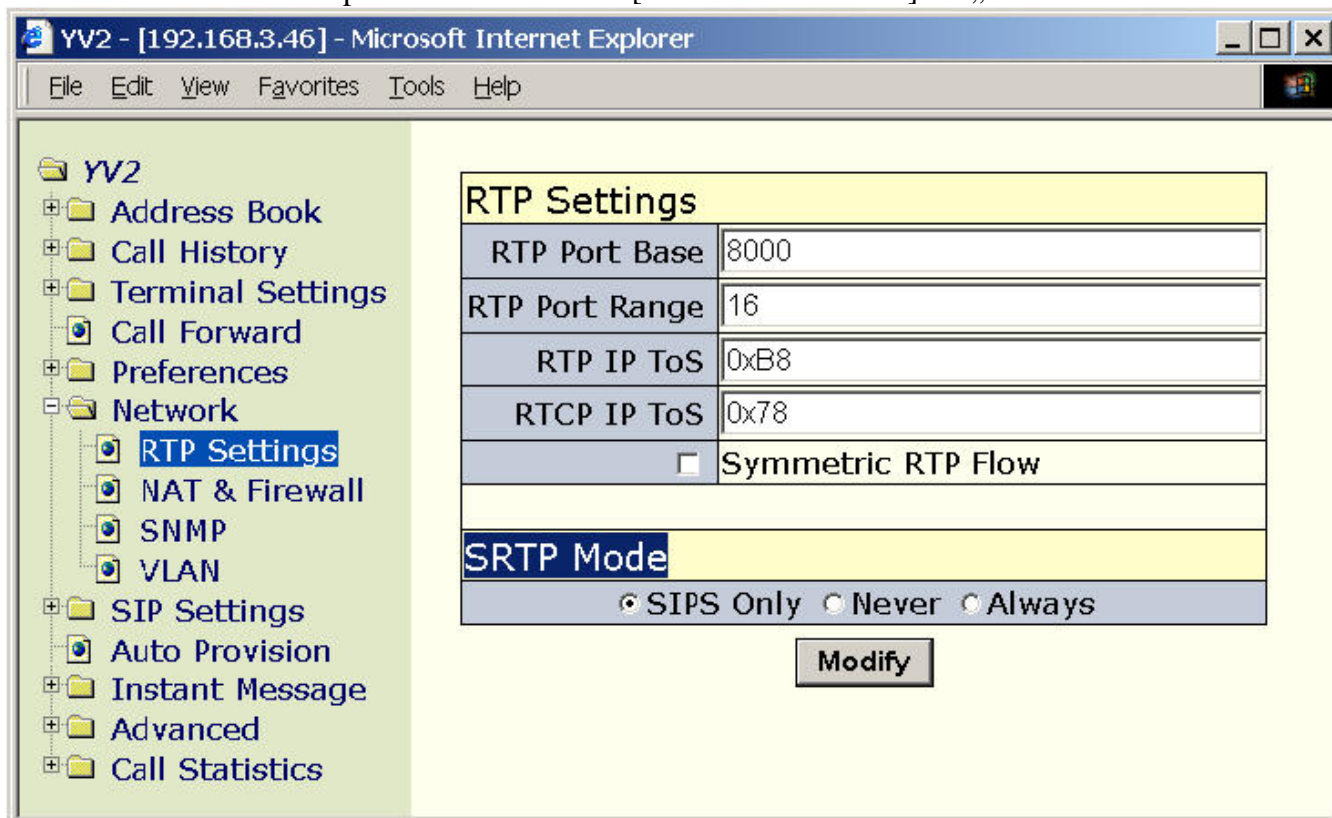 YV2 - [192.168.3.46] - Microsoft Internet Explorer
File Edit View Favorites Tools Help
YV2
Address Book
Call History
Terminal Settings
Call Forward
Preferences
Network
RTP Settings
NAT & Firewall
SNMP
VLAN
SIP Settings
Auto Provision
Instant Message
Advanced
Call Statistics
RTP Settings
RTP Port Base 8000
RTP Port Range 16
RTP IP ToS 0xB8
RTCP IP ToS 0x78
Symmetric RTP Flow
SRTP Mode
SIPS Only Never Always
Modify